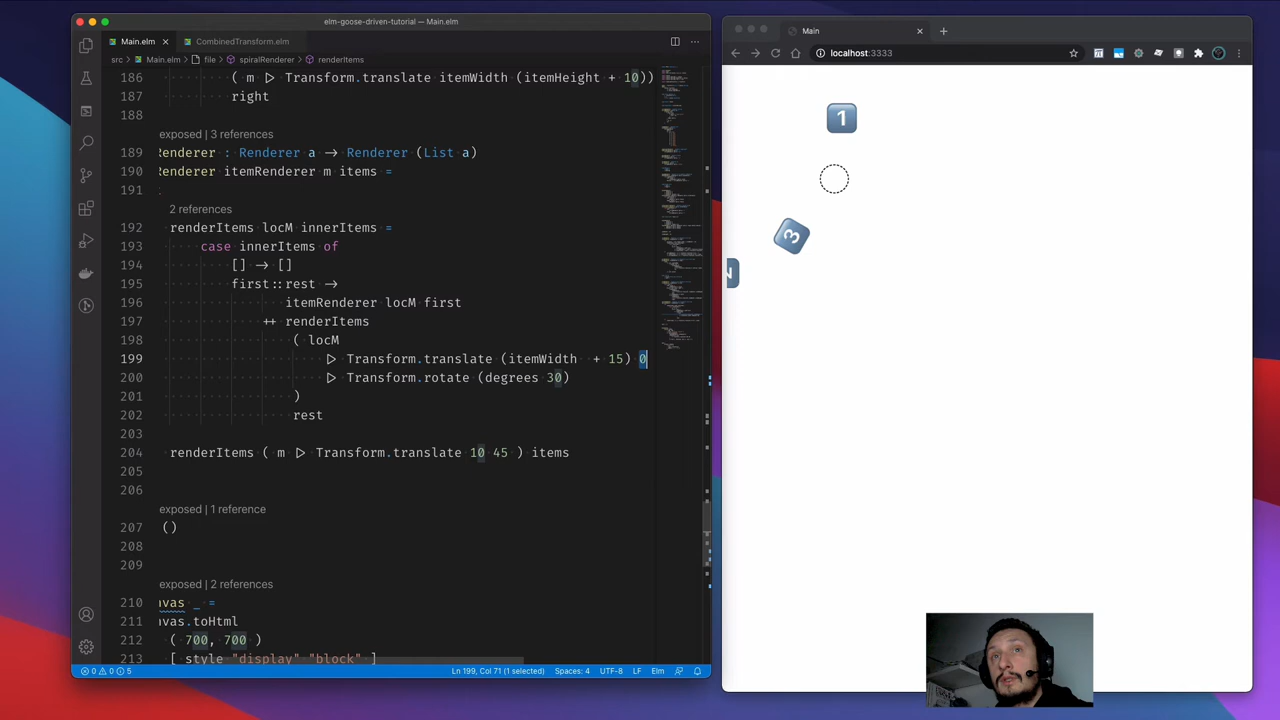 elm-goose-driven-tutorial — Main.elm
Main.elm
CombinedTransform.elm
src > Main.elm > file > spiralRenderer > renderItems
186 ( m ▷ Transform.translate itemWidth (itemHeight + 10))
187 right
188
exposed | 3 references
189 Renderer : Renderer a → Renderer (List a)
190 Renderer itemRenderer m items =
191
2 references
192 renderItems locM innerItems =
193 case innerItems of
194 [] → []
195 first::rest →
196 itemRenderer locM first
197 ++ renderItems
198 ( locM
199 ▷ Transform.translate (itemWidth + 15) 0
200 ▷ Transform.rotate (degrees 30)
201 )
202 rest
203
204 renderItems ( m ▷ Transform.translate 10 45 ) items
205
206
exposed | 1 reference
207 ()
208
209
exposed | 2 references
210 nvas _ =
211 nvas.toHtml
212 ( 700, 700 )
213 [ style "display" "block" ]
0 0 5
Ln 199, Col 71 (1 selected)
Spaces: 4
UTF-8
LF
Elm
Main
localhost:3333
1
3